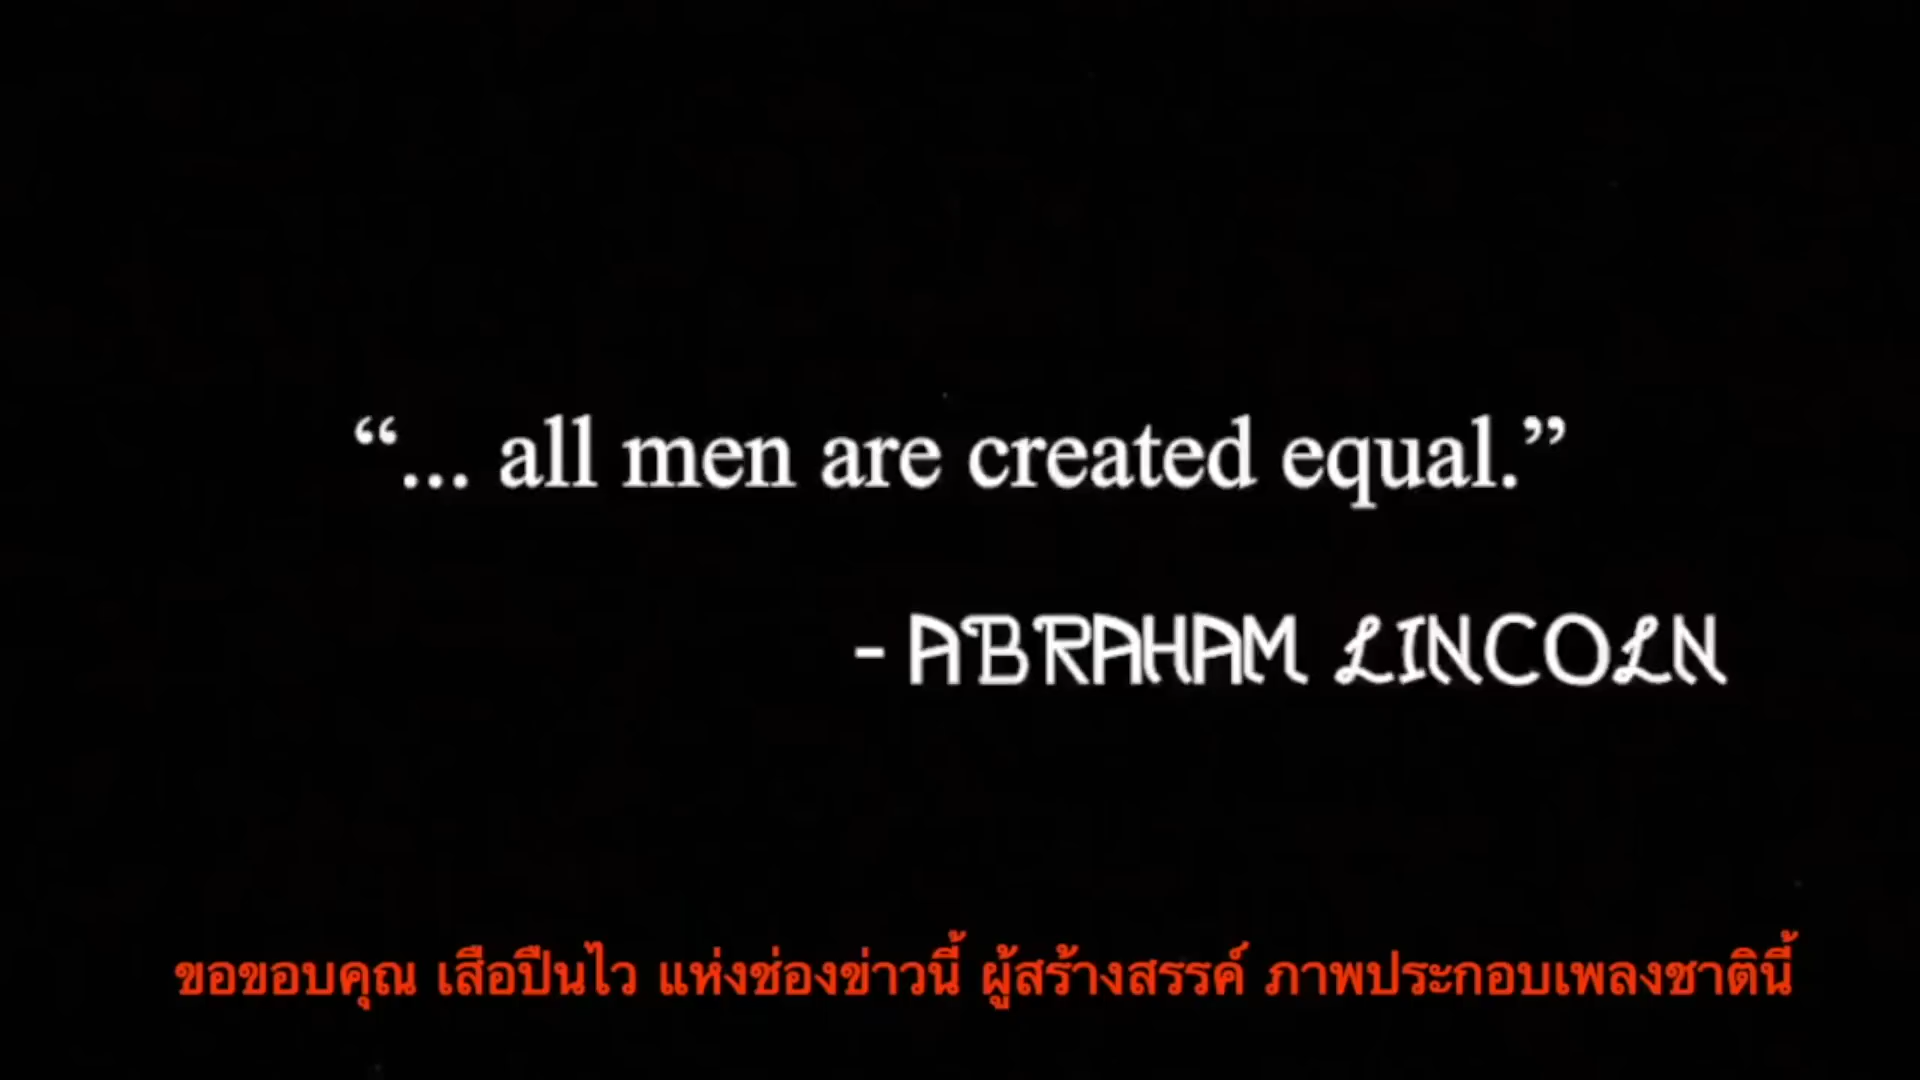 “... all men are created equal.”
- ABRAHAM LINCOLN
ขอขอบคุณ เสือปืนไว แห่งช่องข่าวนี้ ผู้สร้างสรรค์ ภาพประกอบเพลงชาตินี้